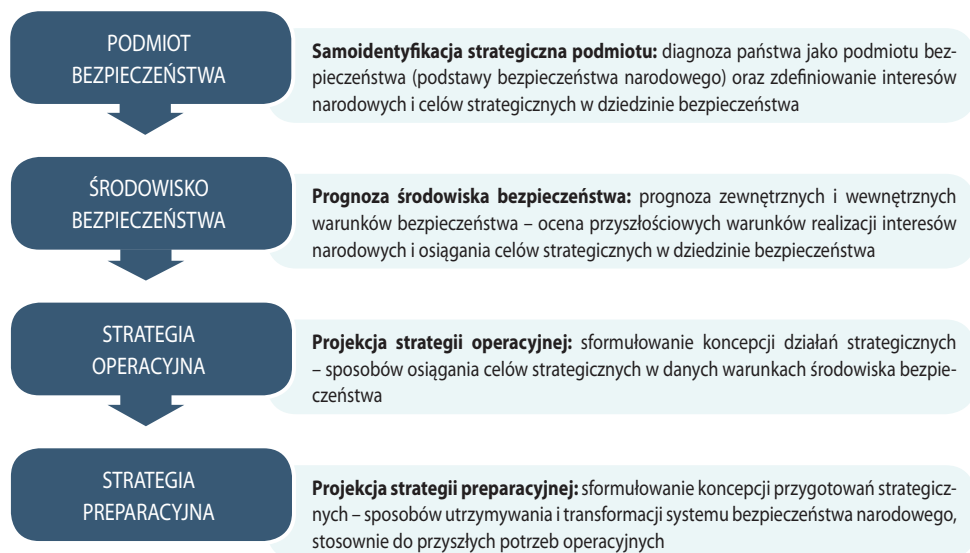 PODMIOT
BEZPIECZEŃSTWA
Samoidentyfikacja strategiczna podmiotu: diagnoza państwa jako podmiotu bez-
pieczeństwa (podstawy bezpieczeństwa narodowego) oraz zdefiniowanie interesów
narodowych i celów strategicznych w dziedzinie bezpieczeństwa
ŚRODOWISKO
BEZPIECZEŃSTWA
Prognoza środowiska bezpieczeństwa: prognoza zewnętrznych i wewnętrznych
warunków bezpieczeństwa – ocena przyszłościowych warunków realizacji interesów
narodowych i osiągania celów strategicznych w dziedzinie bezpieczeństwa
STRATEGIA
OPERACYJNA
Projekcja strategii operacyjnej: sformułowanie koncepcji działań strategicznych
– sposobów osiągania celów strategicznych w danych warunkach środowiska bezpie-
czeństwa
STRATEGIA
PREPARACYJNA
Projekcja strategii preparacyjnej: sformułowanie koncepcji przygotowań strategicz-
nych – sposobów utrzymywania i transformacji systemu bezpieczeństwa narodowego,
stosownie do przyszłych potrzeb operacyjnych